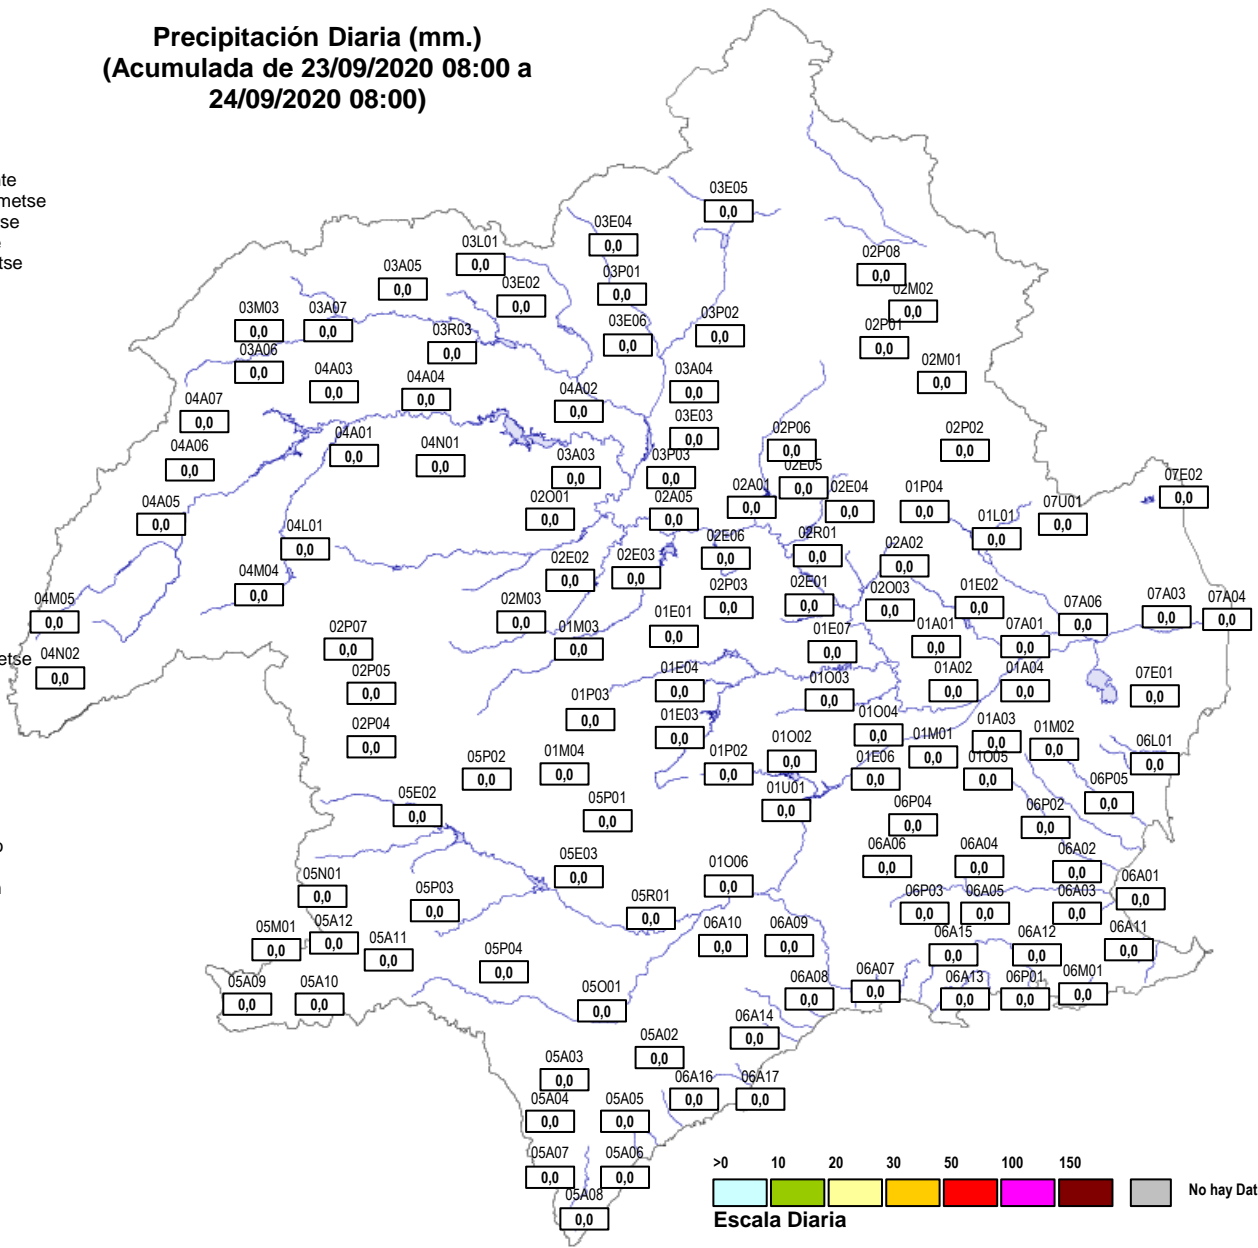 Precipitación Diaria (mm.)
(Acumulada de 23/09/2020 08:00 a
24/09/2020 08:00)
te
metse
se
tse
03E05
0,0
03E04
0,0
03L01
0,0
02P08
0,0
03A05
0,0
03P01
0,0
03E02
0,0
02M02
0,0
03M03
0,0
03A07
0,0
03P02
0,0
03E06
0,0
03R03
0,0
02P01
0,0
03A06
0,0
02M01
0,0
04A03
0,0
04A04
0,0
03A04
0,0
04A02
0,0
04A07
0,0
03E03
0,0
04A01
0,0
02P06
0,0
02P02
0,0
04A06
0,0
04N01
0,0
03A03
0,0
03P03
0,0
02E05
0,0
07E02
0,0
04A05
0,0
02O01
0,0
02A05
0,0
02A01
0,0
02E04
0,0
01P04
0,0
07U01
0,0
01L01
0,0
04L01
0,0
02E06
0,0
02R01
0,0
02A02
0,0
02E02
0,0
02E03
0,0
04M04
0,0
02P03
0,0
02E01
0,0
02O03
0,0
01E02
0,0
04M05
0,0
02M03
0,0
01E01
0,0
07A06
0,0
07A03
0,0
07A04
0,0
02P07
0,0
01M03
0,0
01E07
0,0
01A01
0,0
07A01
0,0
etse
04N02
0,0
02P05
0,0
01E04
0,0
01O03
0,0
01A02
0,0
01A04
0,0
07E01
0,0
01P03
0,0
01E03
0,0
01O04
0,0
01A03
0,0
01M02
0,0
02P04
0,0
01O02
0,0
01M01
0,0
06L01
0,0
05P02
0,0
01M04
0,0
01P02
0,0
01E06
0,0
01O05
0,0
05E02
0,0
05P01
0,0
01U01
0,0
06P04
0,0
06P02
0,0
06P05
0,0
o
05E03
0,0
06A06
0,0
06A04
0,0
06A02
0,0
05N01
0,0
05P03
0,0
01O06
0,0
06A01
0,0
05R01
0,0
06P03
0,0
06A05
0,0
06A03
0,0
05M01
0,0
05A12
0,0
05A11
0,0
06A10
0,0
06A09
0,0
06A15
0,0
06A12
0,0
06A11
0,0
05P04
0,0
05A09
0,0
05A10
0,0
05O01
0,0
06A08
0,0
06A07
0,0
06A13
0,0
06P01
0,0
06M01
0,0
06A14
0,0
05A02
0,0
05A03
0,0
06A16
0,0
06A17
0,0
05A04
0,0
05A05
0,0
05A07
0,0
05A06
0,0
05A08
0,0
>0 10 20 30 50 100 150
No hay Dat
Escala Diaria